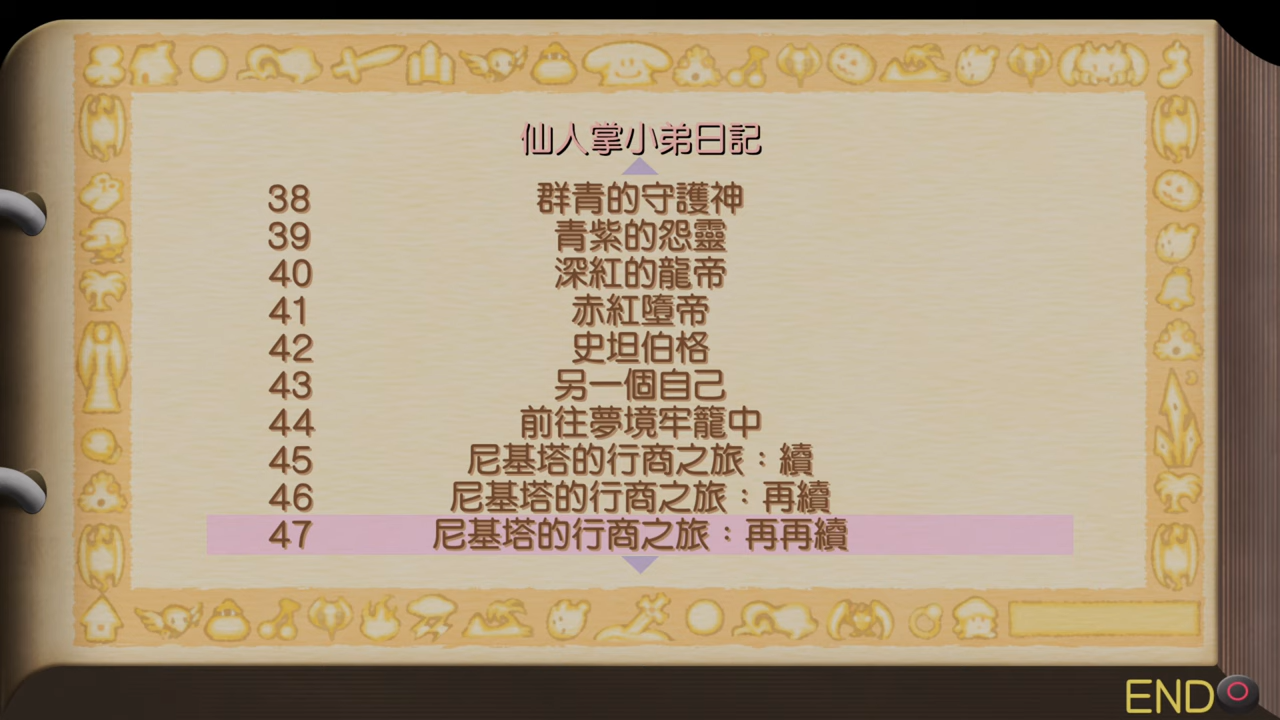 仙人掌小弟日記
38 群青的守護神
39 青紫的怨靈
40 深紅的龍帝
41 赤紅墮帝
42 史坦伯格
43 另一個自己
44 前往夢境牢籠中
45 尼基塔的行商之旅：續
46 尼基塔的行商之旅：再續
47 尼基塔的行商之旅：再再續
END